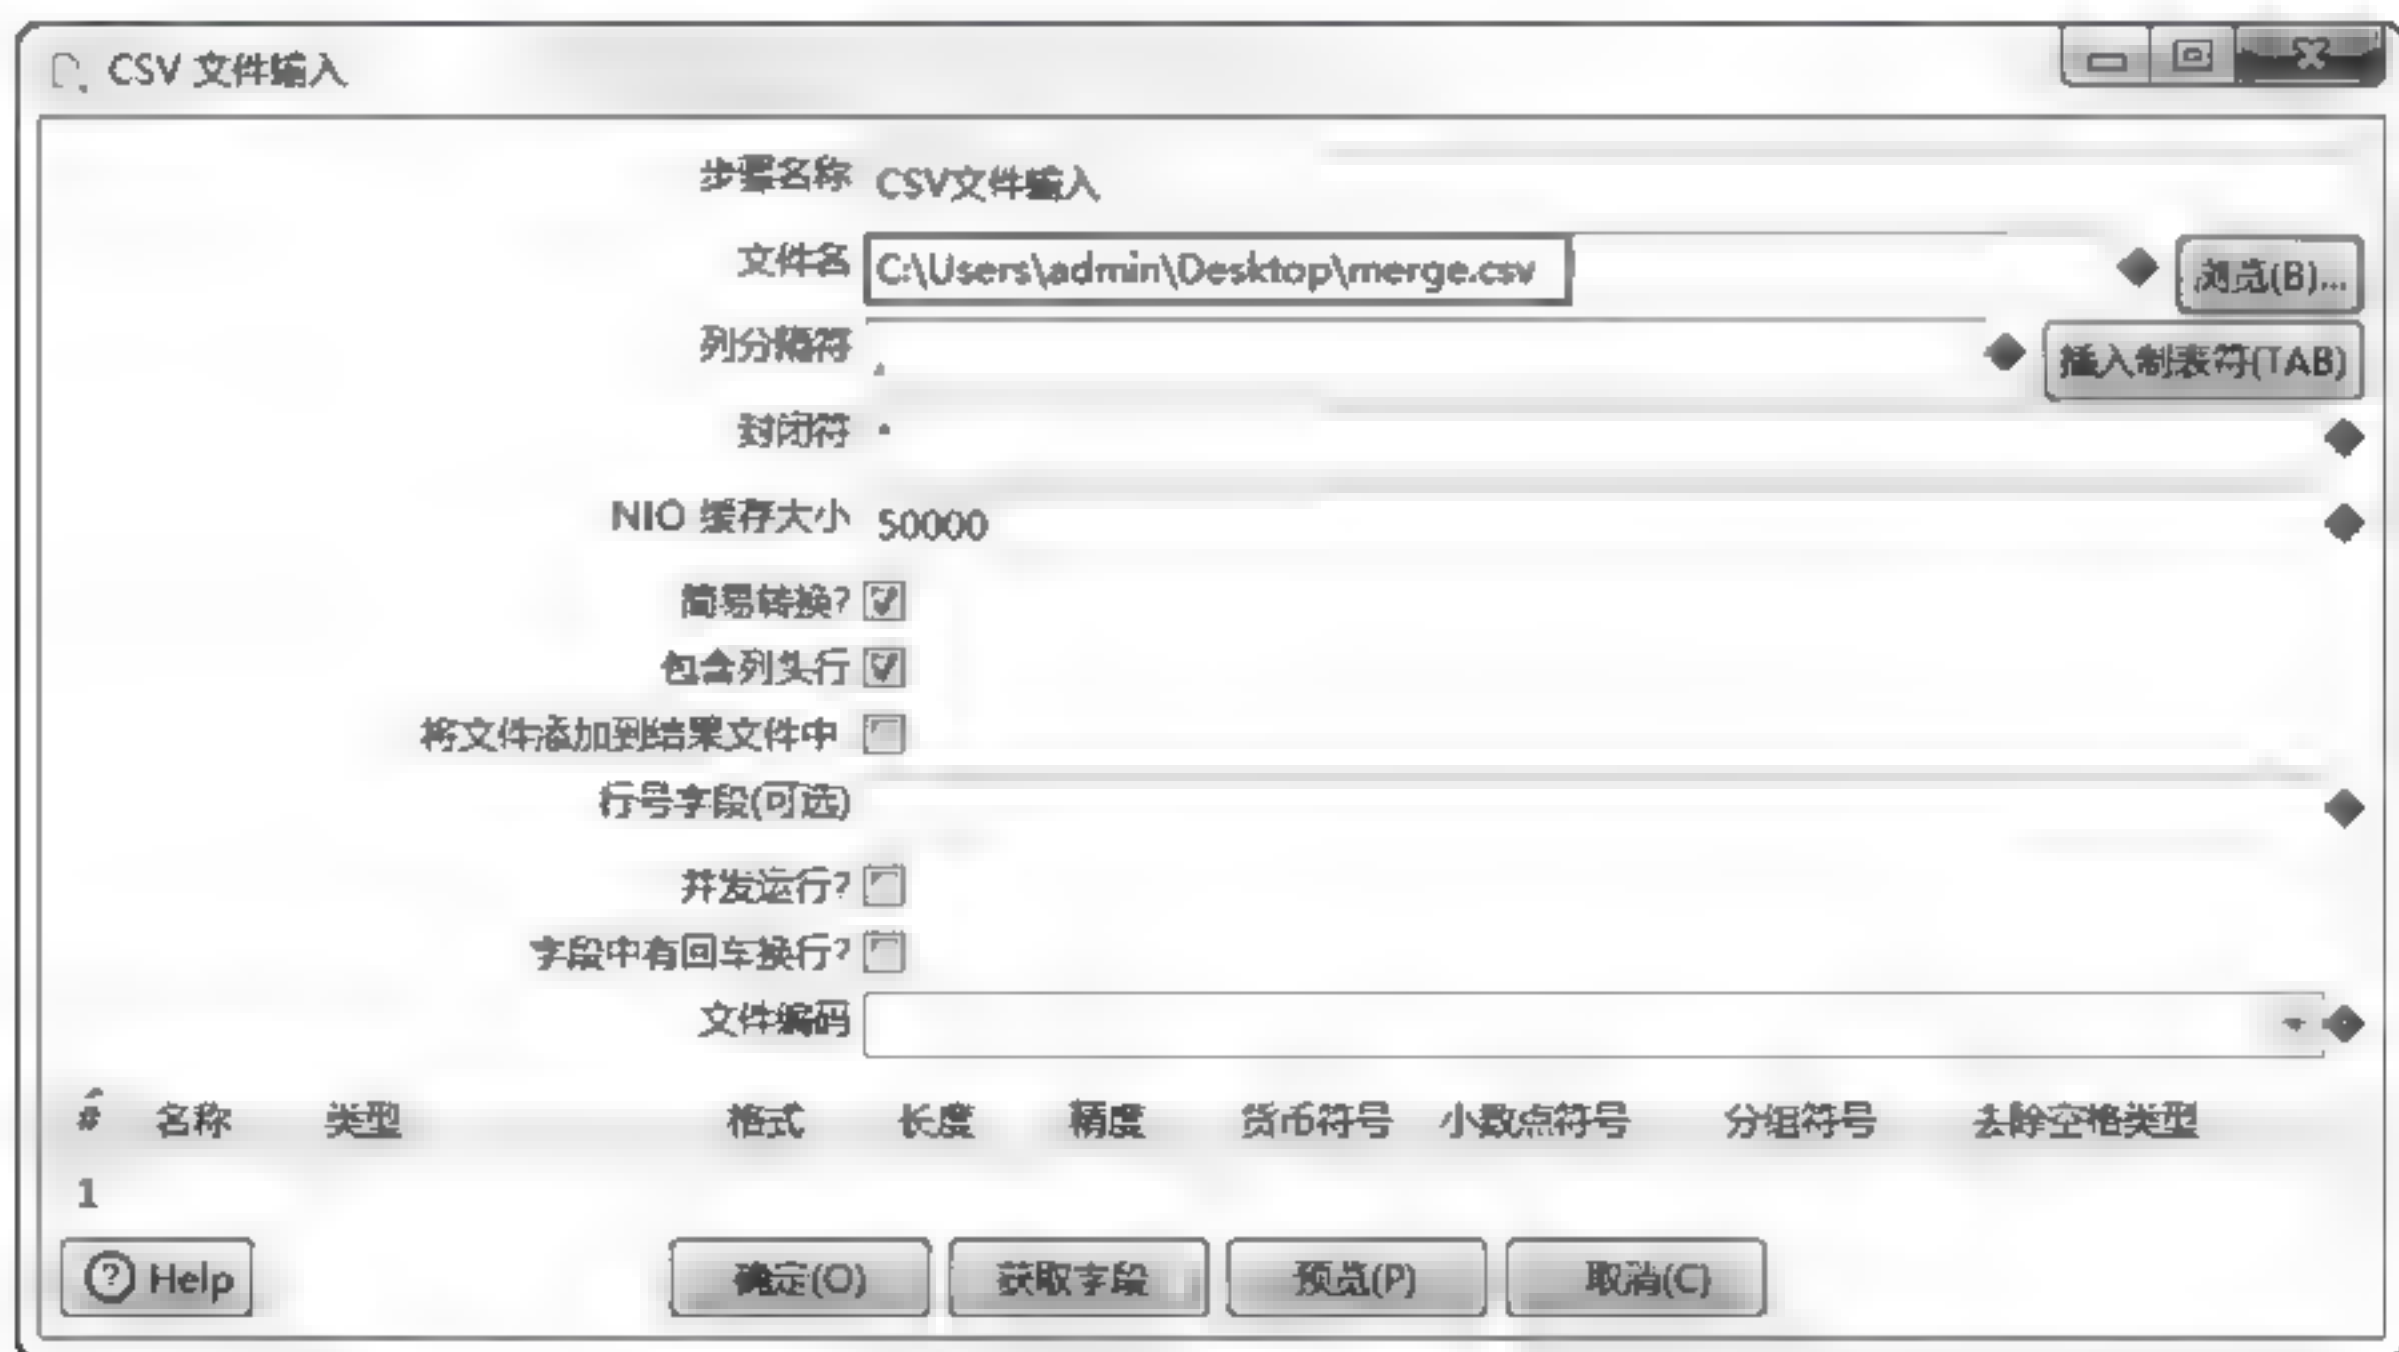 CSV 文件输入
步骤名称 CSV文件输入
文件名 C:\Users\admin\Desktop\merge.csv 浏览(B)...
列分隔符 , 插入制表符(TAB)
封闭符
NIO 缓存大小 50000
简易转换?
包含列头行
将文件添加到结果文件中
行号字段(可选)
并发运行?
字段中有回车换行?
文件编码
# 名称 类型 格式 长度 精度 货币符号 小数点符号 分组符号 去除空格类型
1
Help 确定(O) 获取字段 预览(P) 取消(C)